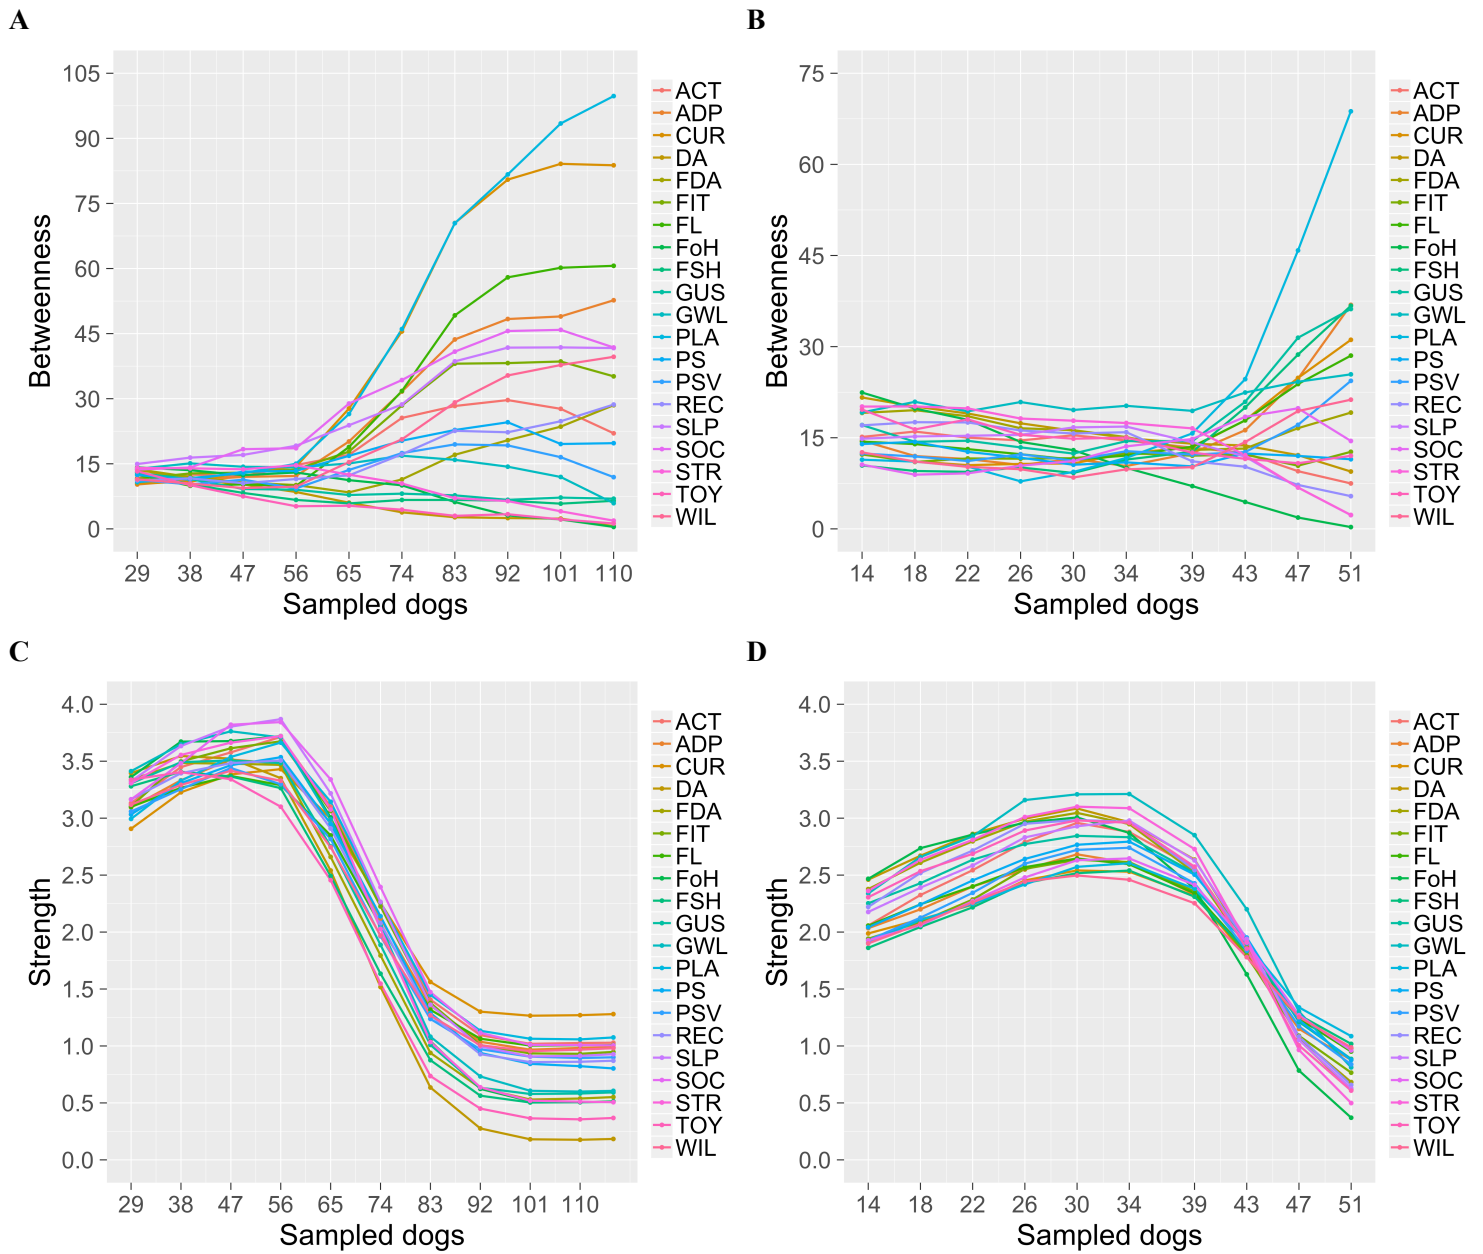 A
Betweenness
105
90
75
60
45
30
15
0
29 38 47 56 65 74 83 92 101 110
Sampled dogs
ACT
ADP
CUR
DA
FDA
FIT
FL
FoH
FSH
GUS
GWL
PLA
PS
PSV
REC
SLP
SOC
STR
TOY
WIL
B
Betweenness
75
60
45
30
15
0
14 18 22 26 30 34 39 43 47 51
Sampled dogs
ACT
ADP
CUR
DA
FDA
FIT
FL
FoH
FSH
GUS
GWL
PLA
PS
PSV
REC
SLP
SOC
STR
TOY
WIL
C
Strength
4.0
3.5
3.0
2.5
2.0
1.5
1.0
0.5
0.0
29 38 47 56 65 74 83 92 101 110
Sampled dogs
ACT
ADP
CUR
DA
FDA
FIT
FL
FoH
FSH
GUS
GWL
PLA
PS
PSV
REC
SLP
SOC
STR
TOY
WIL
D
Strength
4.0
3.5
3.0
2.5
2.0
1.5
1.0
0.5
0.0
14 18 22 26 30 34 39 43 47 51
Sampled dogs
ACT
ADP
CUR
DA
FDA
FIT
FL
FoH
FSH
GUS
GWL
PLA
PS
PSV
REC
SLP
SOC
STR
TOY
WIL